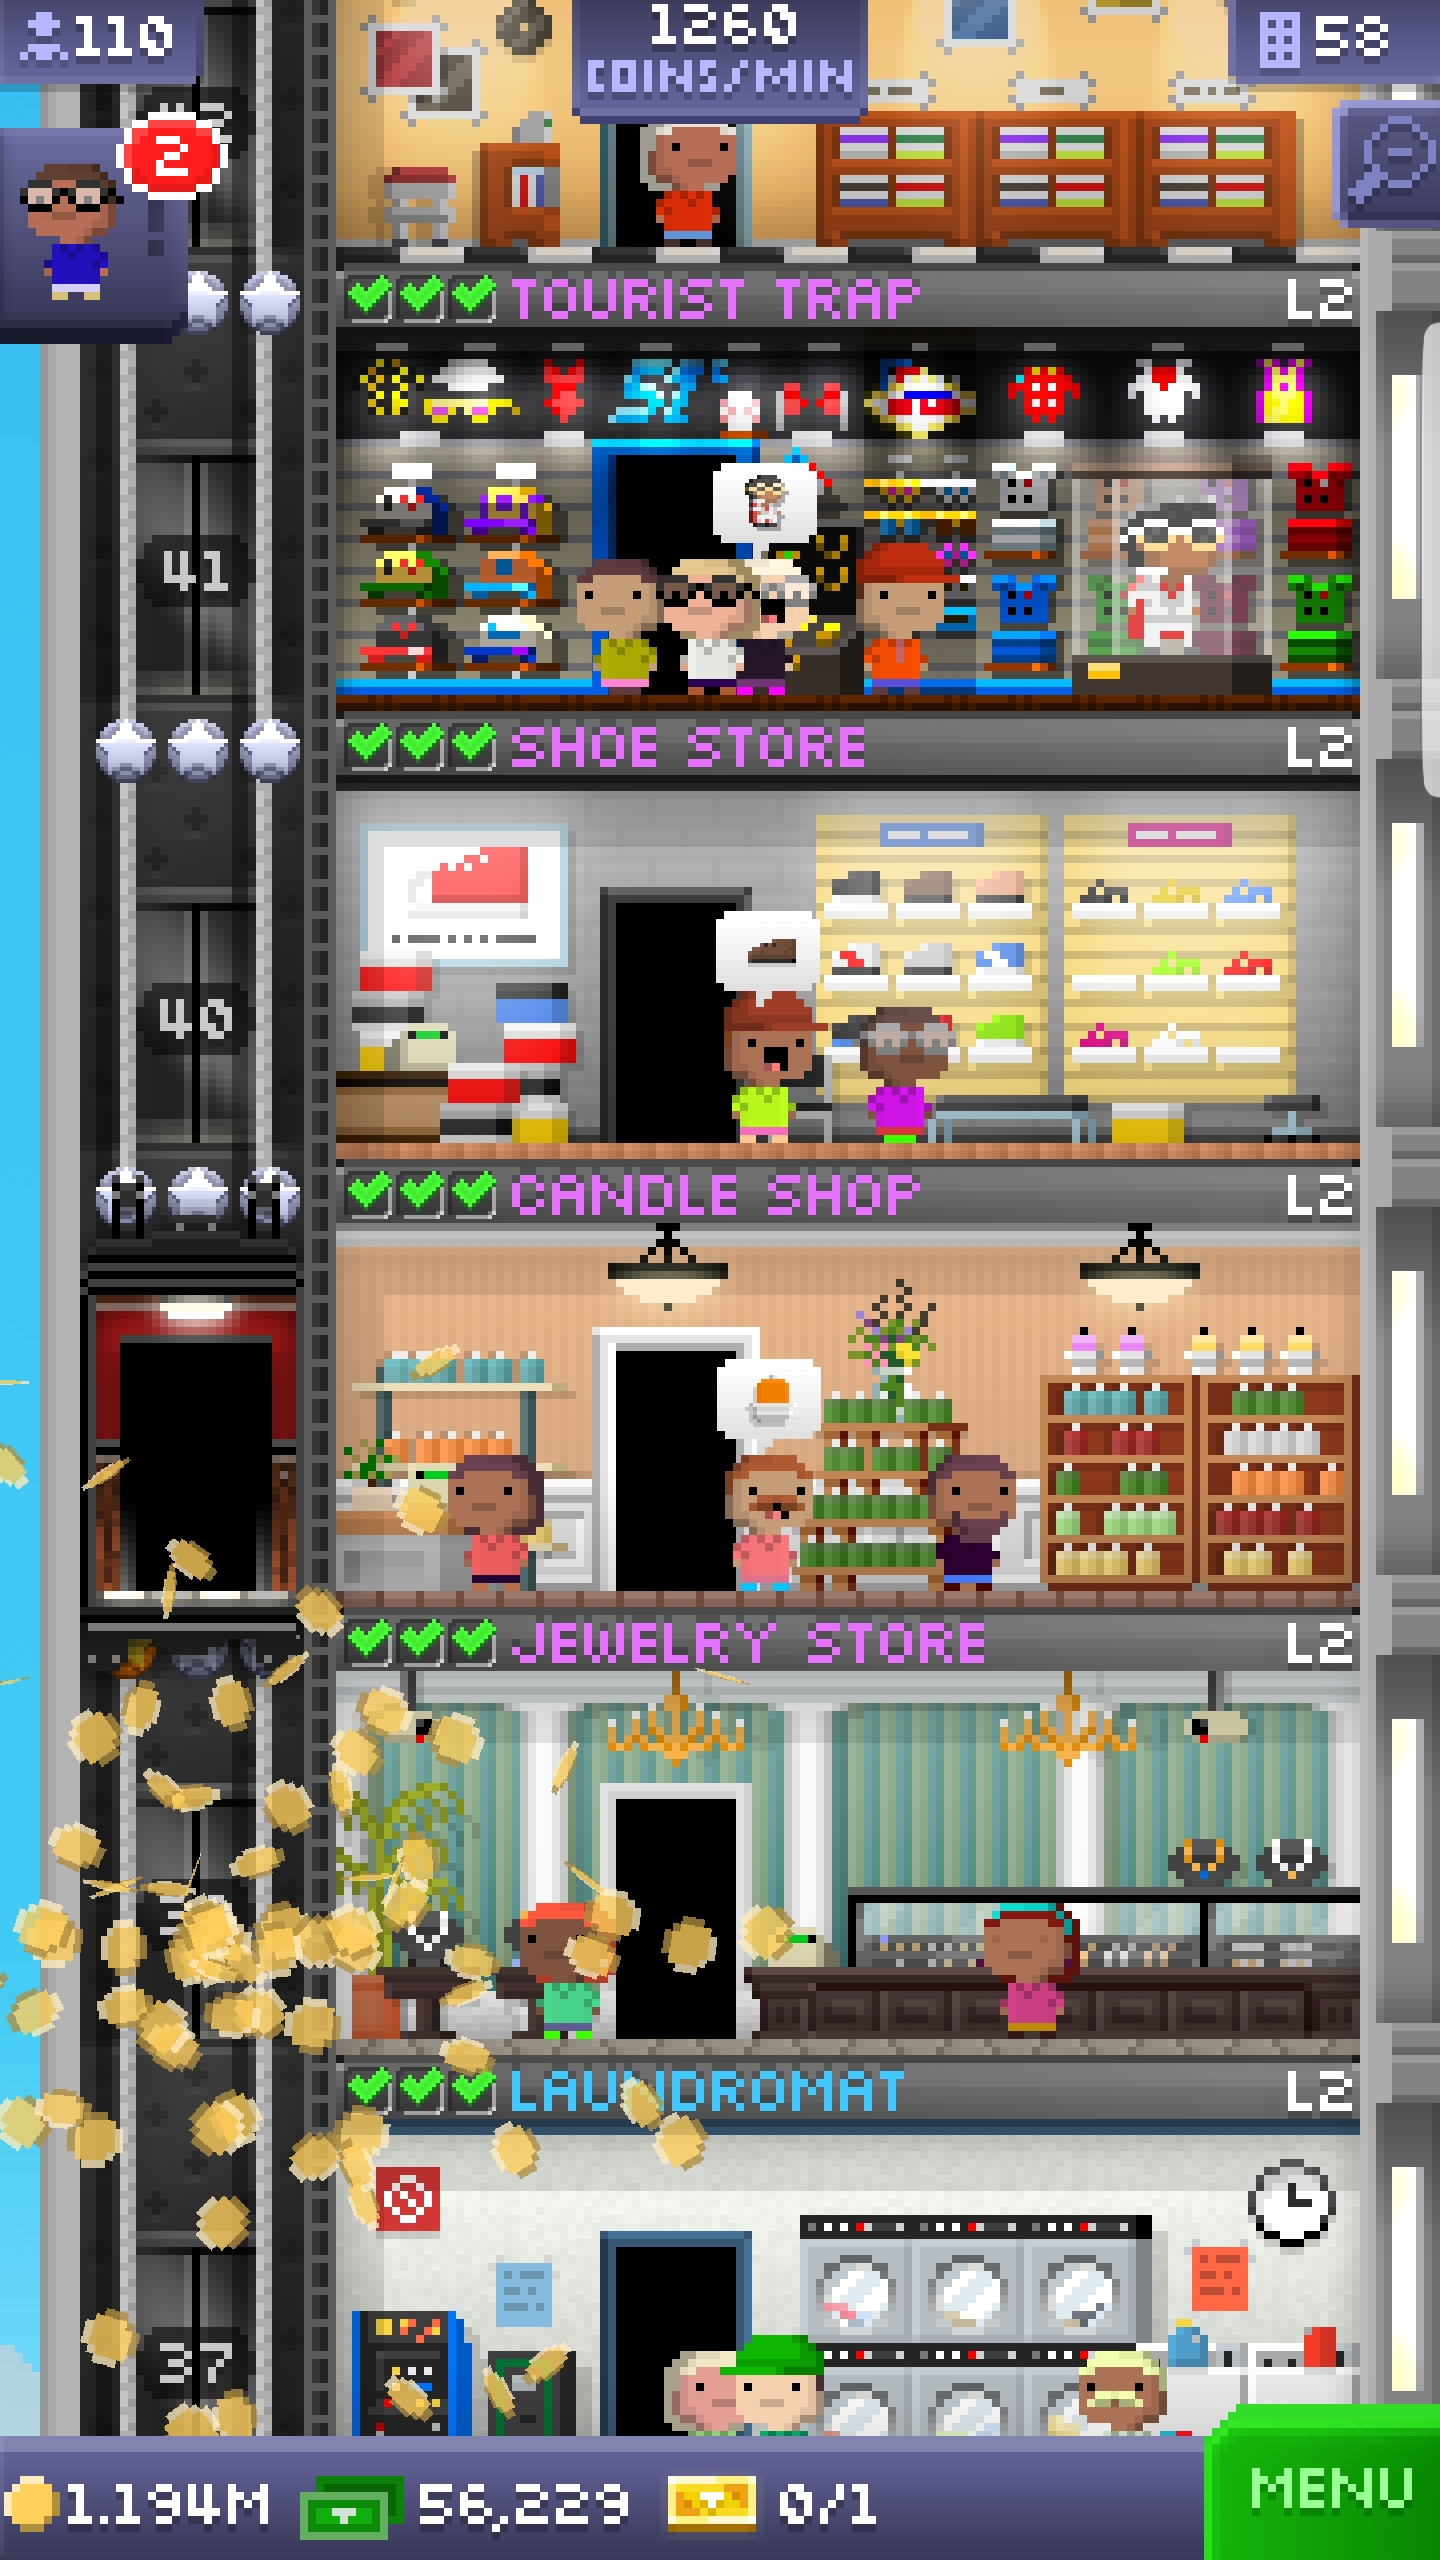 110
1260
COINS/MIN
58
2
TOURIST TRAP
L2
41
SHOE STORE
L2
40
CANDLE SHOP
L2
JEWELRY STORE
L2
LAUNDROMAT
L2
37
1.194M
56,229
0/1
MENU